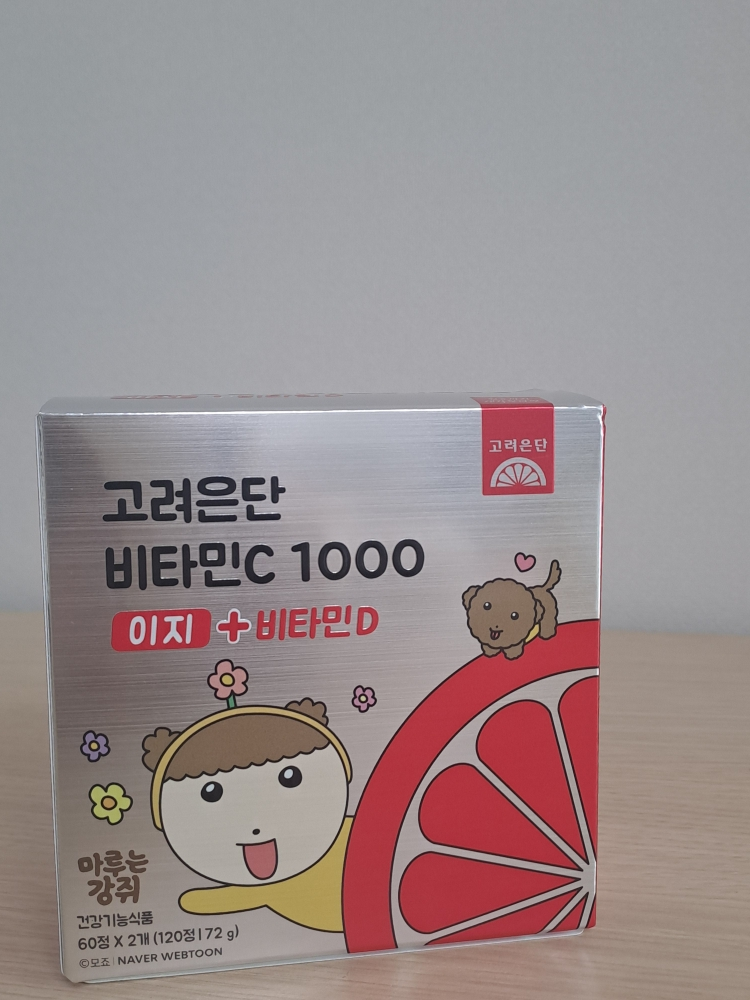 고려은단
고려은단
비타민C 1000
이지 + 비타민D
마루는
강쥐
건강기능식품
60정 X 2개 (120정 | 72 g)
©모죠 | NAVER WEBTOON